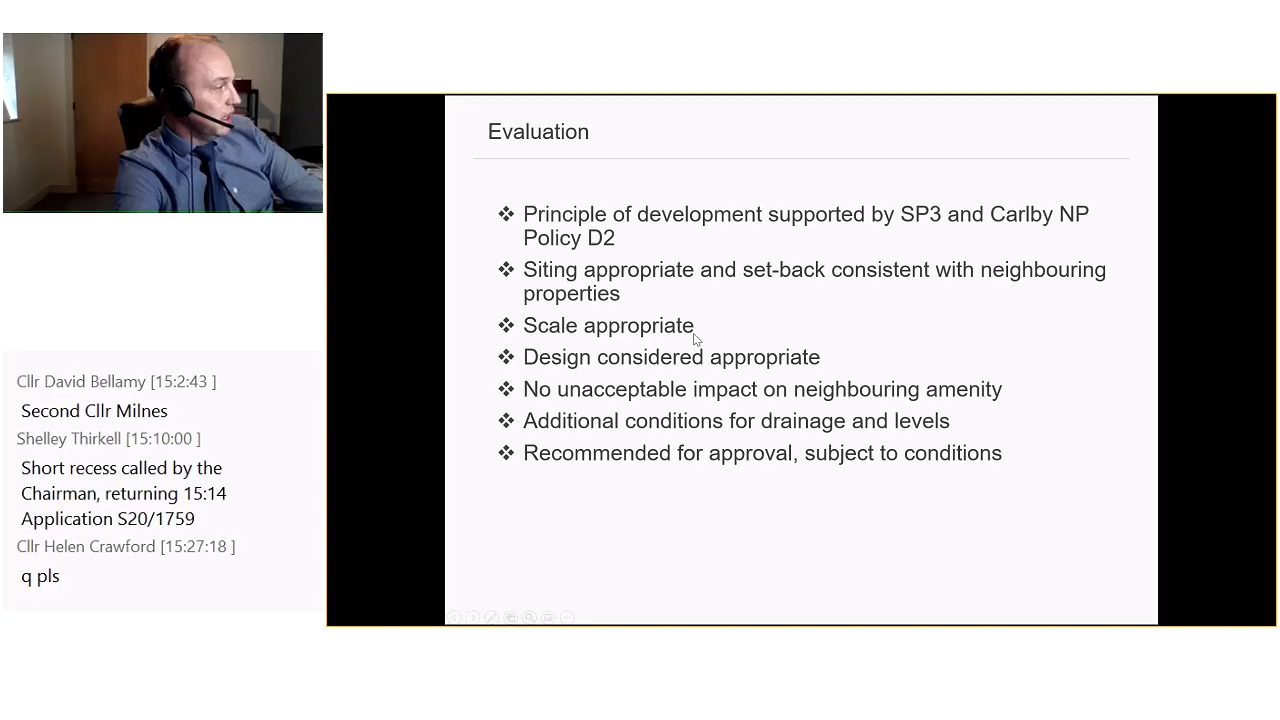 Evaluation
❖ Principle of development supported by SP3 and Carlby NP
Policy D2
❖ Siting appropriate and set-back consistent with neighbouring
properties
❖ Scale appropriate
❖ Design considered appropriate
❖ No unacceptable impact on neighbouring amenity
❖ Additional conditions for drainage and levels
❖ Recommended for approval, subject to conditions
Cllr David Bellamy [15:2:43 ]
Second Cllr Milnes
Shelley Thirkell [15:10:00 ]
Short recess called by the
Chairman, returning 15:14
Application S20/1759
Cllr Helen Crawford [15:27:18 ]
q pls